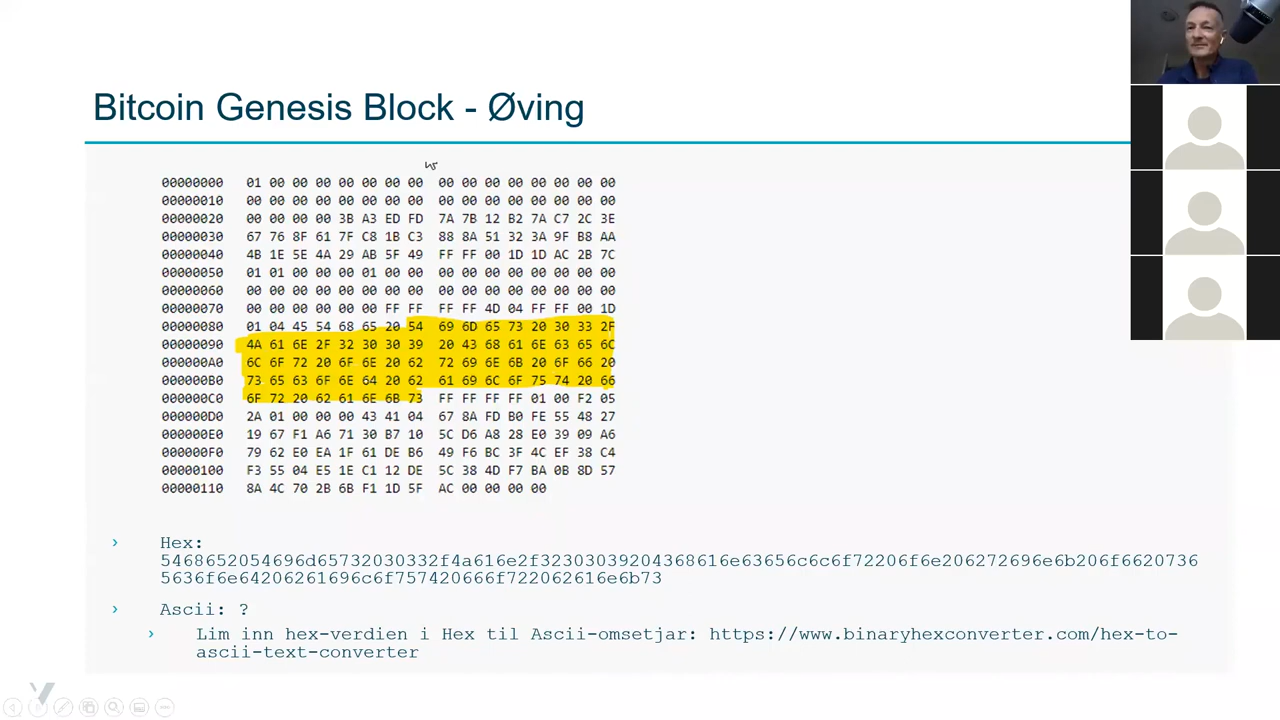 Bitcoin Genesis Block - Øving
00000000 01 00 00 00 00 00 00 00 00 00 00 00 00 00 00 00
00000010 00 00 00 00 00 00 00 00 00 00 00 00 00 00 00 00
00000020 00 00 00 00 3B A3 ED FD 7A 7B 12 B2 7A C7 2C 3E
00000030 67 76 8F 61 7F C8 1B C3 88 8A 51 32 3A 9F B8 AA
00000040 4B 1E 5E 4A 29 AB 5F 49 FF FF 00 1D 1D AC 2B 7C
00000050 01 01 00 00 00 01 00 00 00 00 00 00 00 00 00 00
00000060 00 00 00 00 00 00 00 00 00 00 00 00 00 00 00 00
00000070 00 00 00 00 00 00 FF FF FF FF 4D 04 FF FF 00 1D
00000080 01 04 45 54 68 65 20 54 69 6D 65 73 20 30 33 2F
00000090 4A 61 6E 2F 32 30 30 39 20 43 68 61 6E 63 65 6C
000000A0 6C 6F 72 20 6F 6E 20 62 72 69 6E 6B 20 6F 66 20
000000B0 73 65 63 6F 6E 64 20 62 61 69 6C 6F 75 74 20 66
000000C0 6F 72 20 62 61 6E 6B 73 FF FF FF FF 01 00 F2 05
000000D0 2A 01 00 00 00 43 41 04 67 8A FD B0 FE 55 48 27
000000E0 19 67 F1 A6 71 30 B7 10 5C D6 A8 28 E0 39 09 A6
000000F0 79 62 E0 EA 1F 61 DE B6 49 F6 BC 3F 4C EF 38 C4
00000100 F3 55 04 E5 1E C1 12 DE 5C 38 4D F7 BA 0B 8D 57
00000110 8A 4C 70 2B 6B F1 1D 5F AC 00 00 00 00
› Hex:
5468652054696d65732030332f4a616e2f32303039204368616e63656c6c6f72206f6e206272696e6b206f6620736
5636f6e64206261696c6f757420666f722062616e6b73
› Ascii: ?
› Lim inn hex-verdien i Hex til Ascii-omsetjar: https://www.binaryhexconverter.com/hex-to-
ascii-text-converter